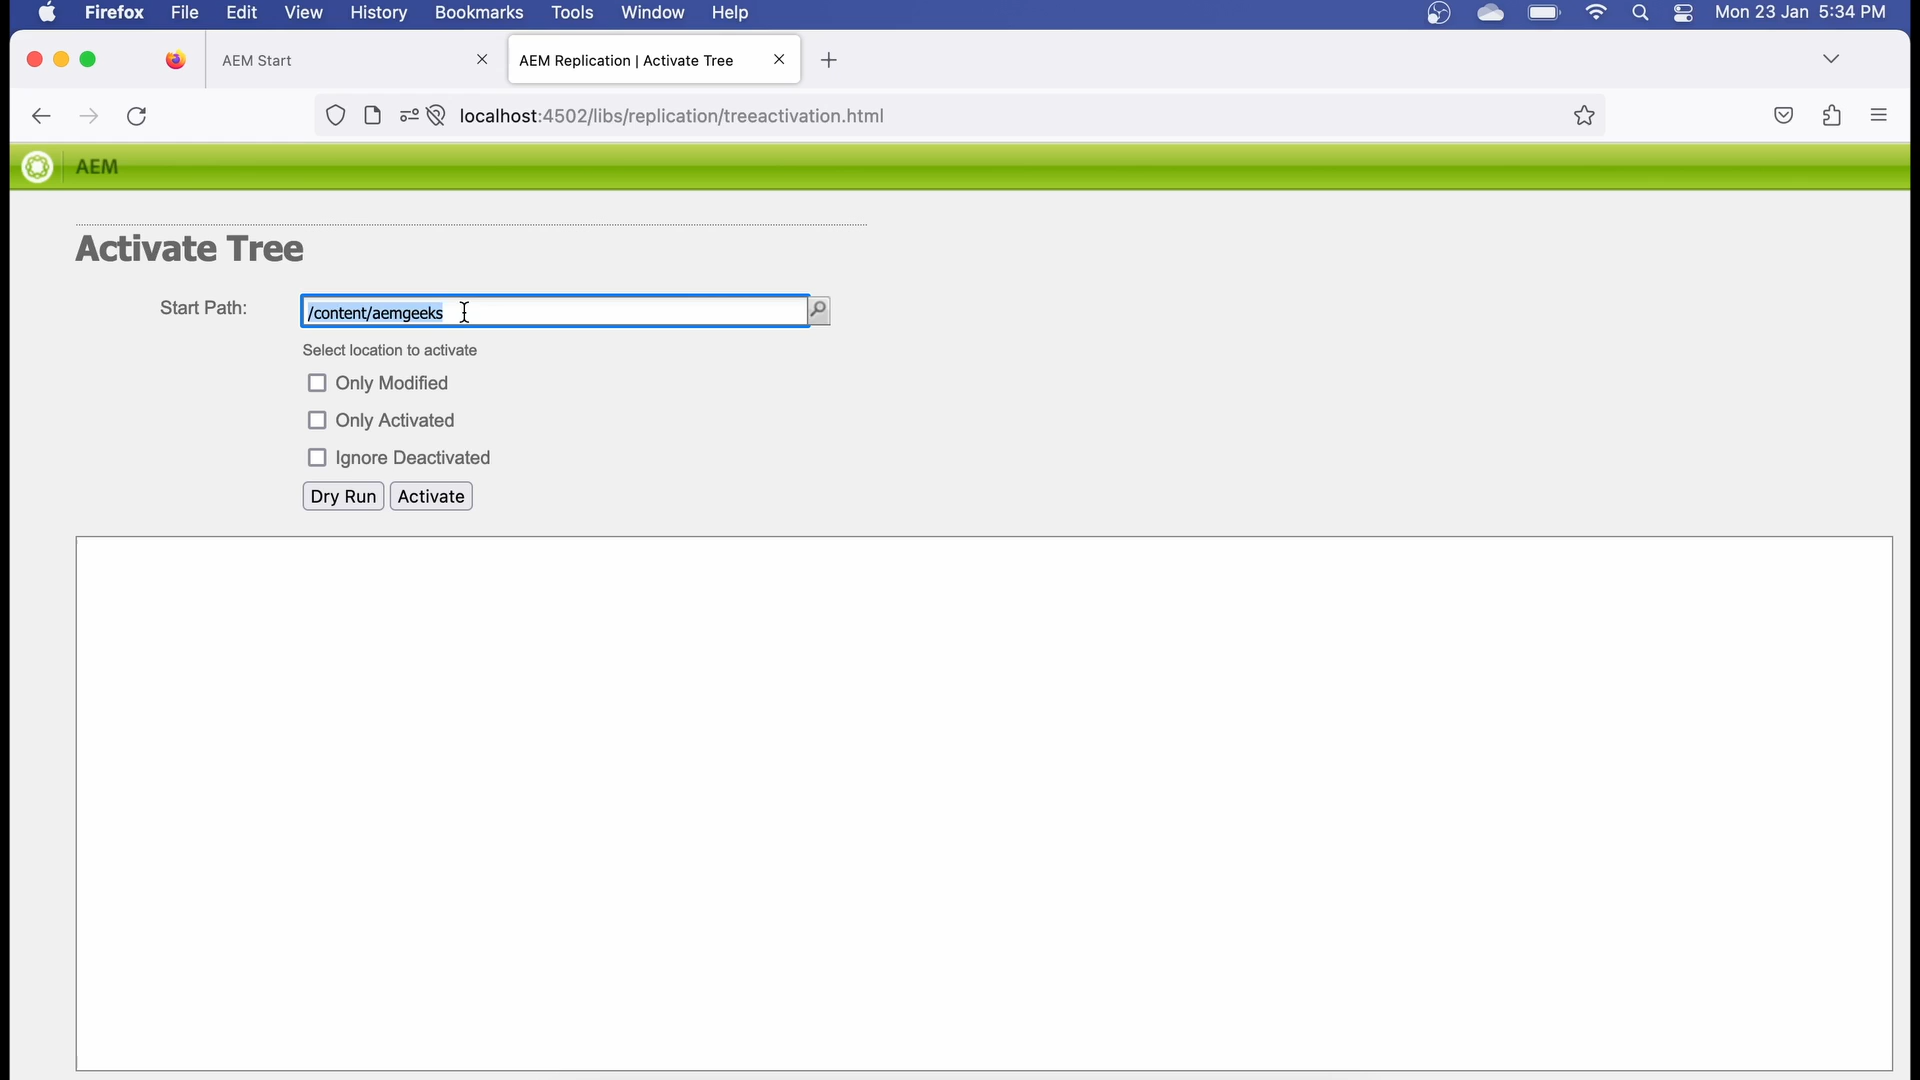 Firefox File Edit View History Bookmarks Tools Window Help Mon 23 Jan 5:34 PM
AEM Start AEM Replication | Activate Tree
localhost:4502/libs/replication/treeactivation.html
AEM
Activate Tree
Start Path: /content/aemgeeks
Select location to activate
Only Modified
Only Activated
Ignore Deactivated
Dry Run Activate